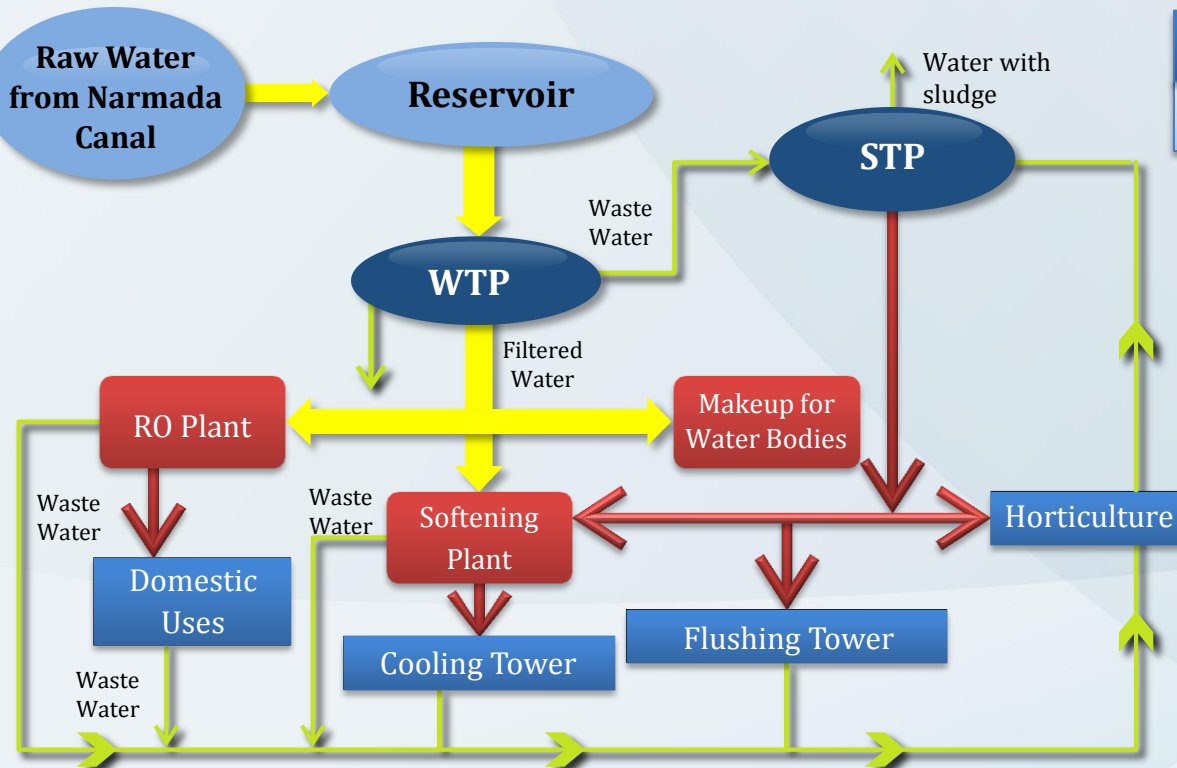 Raw Water
from Narmada
Canal
Reservoir
Water with
sludge
STP
Waste
Water
WTP
Filtered
Water
RO Plant
Makeup for
Water Bodies
Waste
Water
Waste
Water
Softening
Plant
Horticulture
Domestic
Uses
Flushing Tower
Cooling Tower
Waste
Water